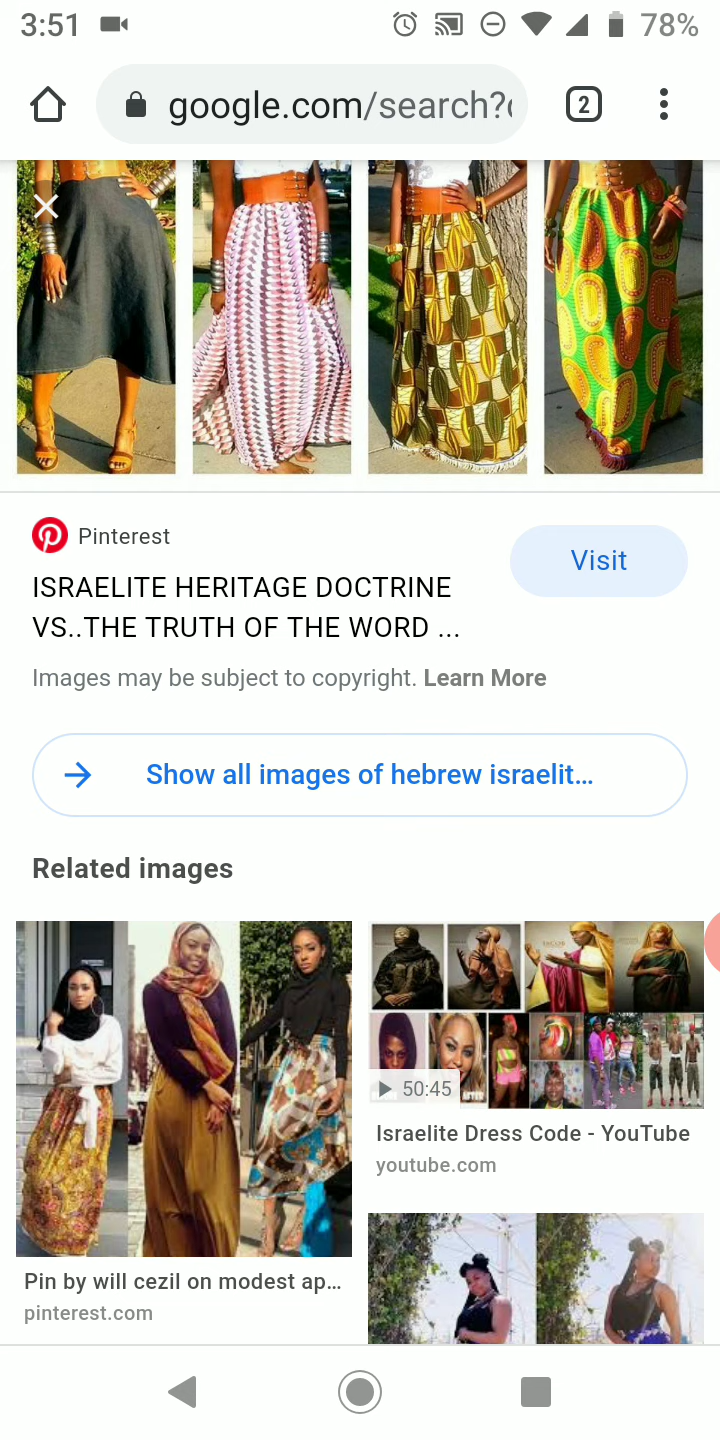 3:51
78%
google.com/search?
2
Pinterest
Visit
ISRAELITE HERITAGE DOCTRINE
VS..THE TRUTH OF THE WORD ...
Images may be subject to copyright. Learn More
Show all images of hebrew israelit...
Related images
50:45
Israelite Dress Code - YouTube
youtube.com
Pin by will cezil on modest ap...
pinterest.com